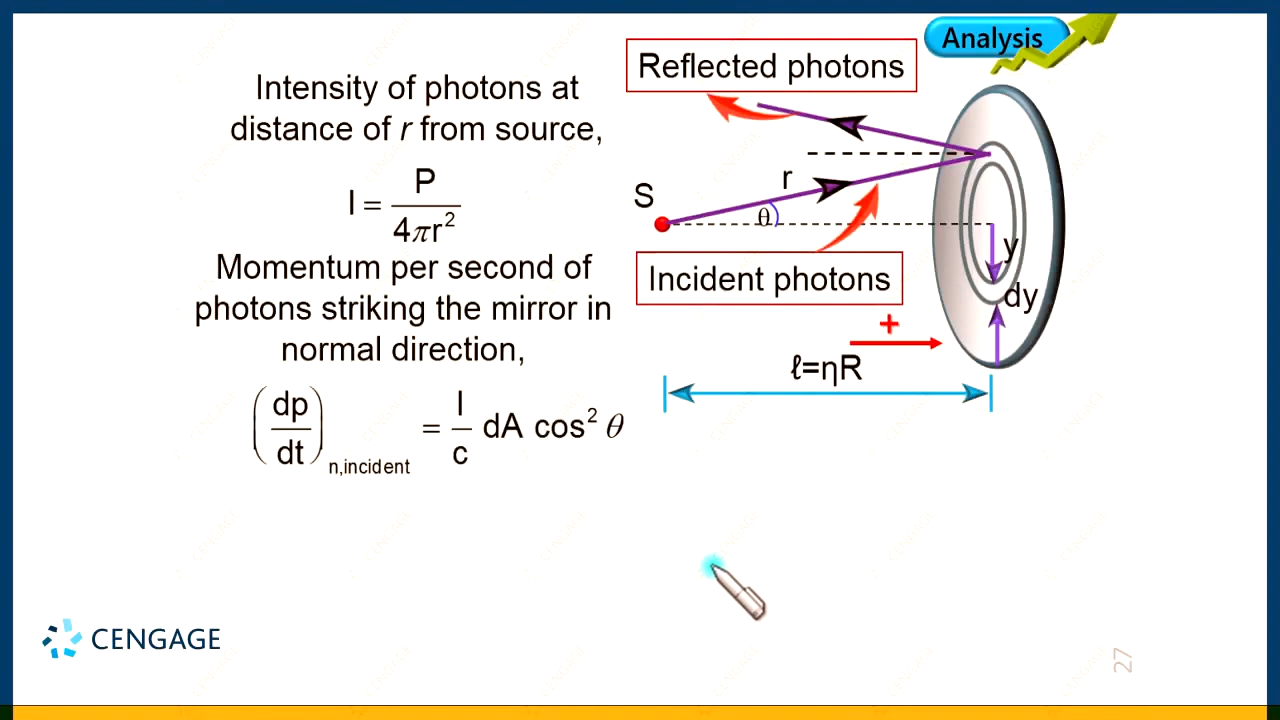 Analysis
Intensity of photons at
distance of r from source,
I = P / 4πr²
Momentum per second of
photons striking the mirror in
normal direction,
(dp/dt)n,incident = I/c dA cos² θ
Reflected photons
S
r
θ
Incident photons
y
dy
+
ℓ=ηR
CENGAGE
27